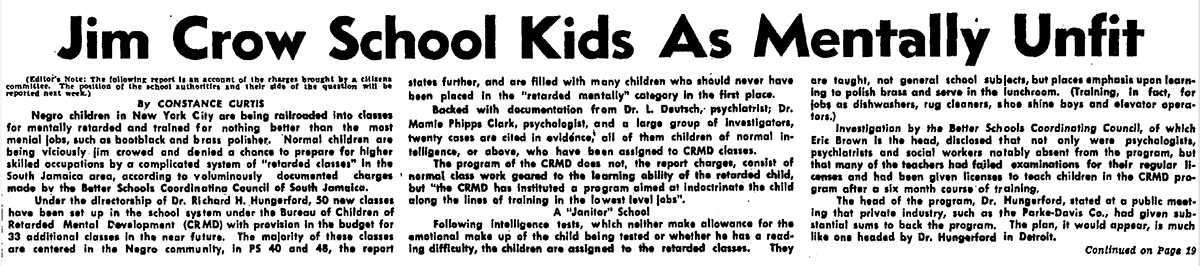 Jim Crow School Kids As Mentally Unfit
(Editor's Note: The following report is an account of the charges brought by a citizens
committee. The position of the school authorities and their side of the question will be
reported next week.)
By CONSTANCE CURTIS
Negro children in New York City are being railroaded into classes
for mentally retarded and trained for nothing better than the most
menial jobs, such as bootblack and brass polisher. Normal children are
being viciously jim crowed and denied a chance to prepare for higher
skilled occupations by a complicated system of "retarded classes" in the
South Jamaica area, according to voluminously documented charges
made by the Better Schools Coordinating Council of South Jamaica.
Under the directorship of Dr. Richard H. Hungerford, 50 new classes
have been set up in the school system under the Bureau of Children of
Retarded Mental Development (CRMD) with provision in the budget for
33 additional classes in the near future. The majority of these classes
are centered in the Negro community, in PS 40 and 48, the report
states further, and are filled with many children who should never have
been placed in the "retarded mentally" category in the first place.
Backed with documentation from Dr. L. Deutsch, psychiatrist; Dr.
Mamie Phipps Clark, psychologist, and a large group of investigators,
twenty cases are cited in evidence, all of them children of normal in-
telligence, or above, who have been assigned to CRMD classes.
The program of the CRMD does not, the report charges, consist of
normal class work geared to the learning ability of the retarded child,
but "the CRMD has instituted a program aimed at indoctrinate the child
along the lines of training in the lowest level jobs".
A "Janitor" School
Following intelligence tests, which neither make allowance for the
emotional make up of the child being tested or whether he has a read-
ing difficulty, the children are assigned to the retarded classes. They
are taught, not general school subjects, but places emphasis upon learn-
ing to polish brass and serve in the lunchroom. (Training, in fact, for
jobs as dishwashers, rug cleaners, shoe shine boys and elevator opera-
tors.)
Investigation by the Better Schools Coordinating Council, of which
Eric Brown is the head, disclosed that not only were psychologists,
psychiatrists and social workers notably absent from the program, but
that many of the teachers had failed examinations for their regular li-
censes and had been given licenses to teach children in the CRMD pro-
gram after a six month course of training.
The head of the program, Dr. Hungerford, stated at a public meet-
ing that private industry, such as the Parke-Davis Co., had given sub-
stantial sums to back the program. The plan, it would appear, is much
like one headed by Dr. Hungerford in Detroit.
Continued on Page 19